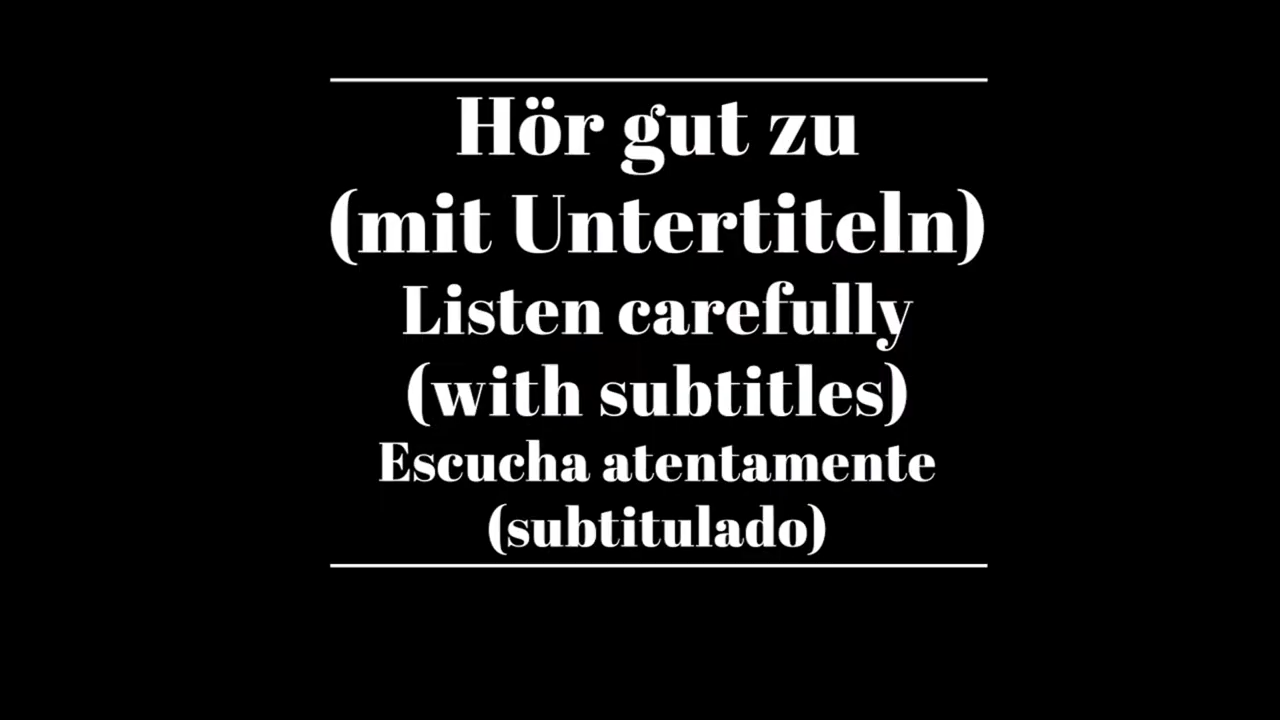 Hör gut zu
(mit Untertiteln)
Listen carefully
(with subtitles)
Escucha atentamente
(subtitulado)